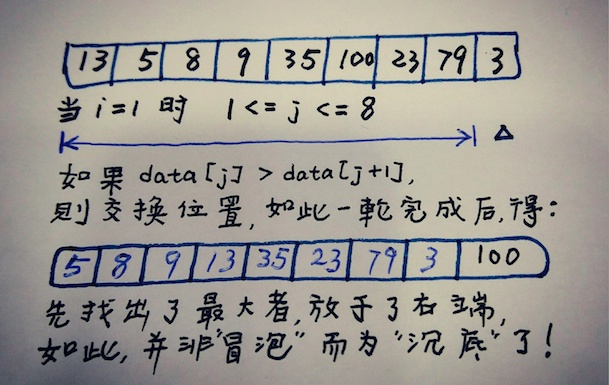 13 5 8 9 35 100 23 79 3
当 i=1 时 1<=j<=8
如果 data[j]>data[j+1],
则交换位置,如此一轮完成后,得:
5 8 9 13 35 23 79 3 100
先找出了最大者,放于了右端,
如此,并非“冒泡”而为“沉底”了!